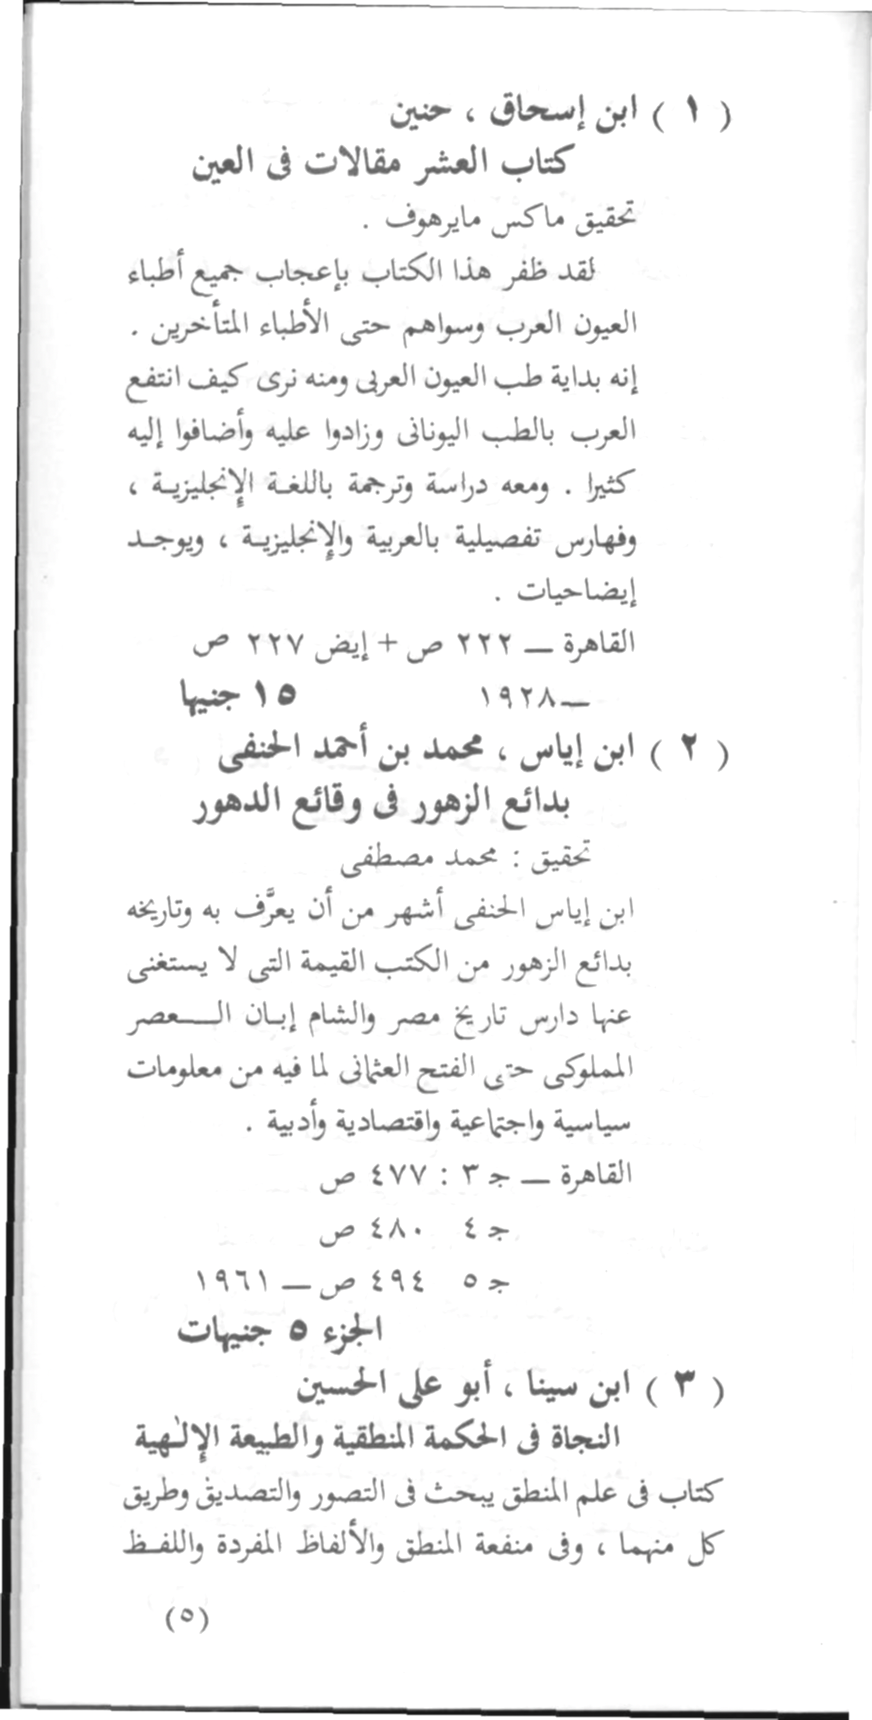 ( ١ ) ابن إسحاق ، حنين
كتاب العشر مقالات فى العين
تحقيق ماكس مايرهوف .
لقد ظفر هذا الكتاب بإعجاب جميع أطباء
العيون العرب وسواهم حتى الأطباء المتأخرين .
إنه بداية طب العيون العربى ومنه نرى كيف انتفع
العرب بالطب اليونانى وزادوا عليه وأضافوا إليه
كثيرا . ومعه دراسة وترجمة باللغة الإنجليزية ،
وفهارس تفصيلية بالعربية والإنجليزية ، ويوجد
إيضاحيات .
القاهرة — ٢٢٢ ص + إيض ٢٢٧ ص
— ١٩٢٨ ١٥ جنيها
( ٢ ) ابن إياس ، محمد بن أحمد الحنفى
بدائع الزهور فى وقائع الدهور
تحقيق : محمد مصطفى
ابن إياس الحنفى أشهر من أن يعرَّف به وتاريخه
بدائع الزهور من الكتب القيمة التى لا يستغنى
عنها دارس تاريخ مصر والشام إبان العصر
المملوكى حتى الفتح العثمانى لما فيه من معلومات
سياسية واجتماعية واقتصادية وأدبية .
القاهرة — جـ ٣ : ٤٧٧ ص
جـ ٤ ٤٨٠ ص
جـ ٥ ٤٩٤ ص — ١٩٦١
الجزء ٥ جنيهات
( ٣ ) ابن سينا ، أبو على الحسين
النجاة فى الحكمة المنطقية والطبيعة الإلٰهية
كتاب فى علم المنطق يبحث فى التصور والتصديق وطريق
كل منهما ، وفى منفعة المنطق والألفاظ المفردة واللفظ
(٥)